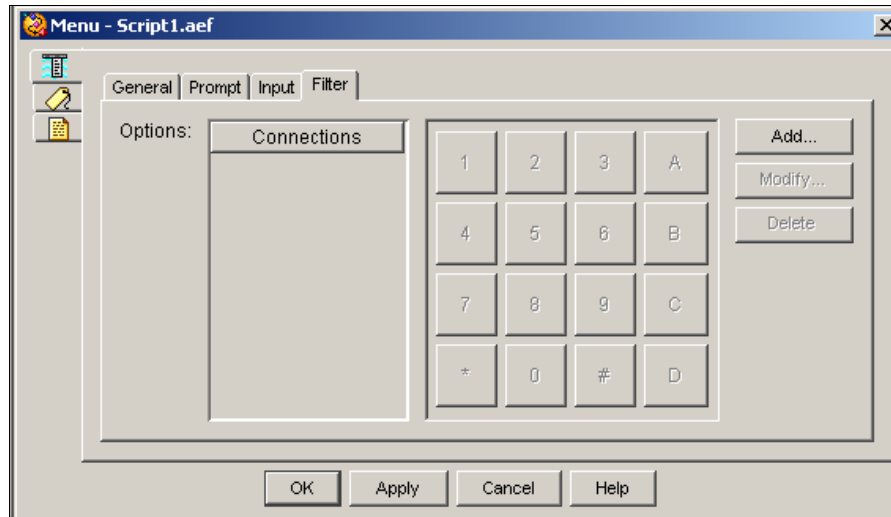 Menu - Script1.aef
General Prompt Input Filter
Options:
Connections
Add...
Modify...
Delete
1 2 3 A
4 5 6 B
7 8 9 C
* 0 # D
OK Apply Cancel Help